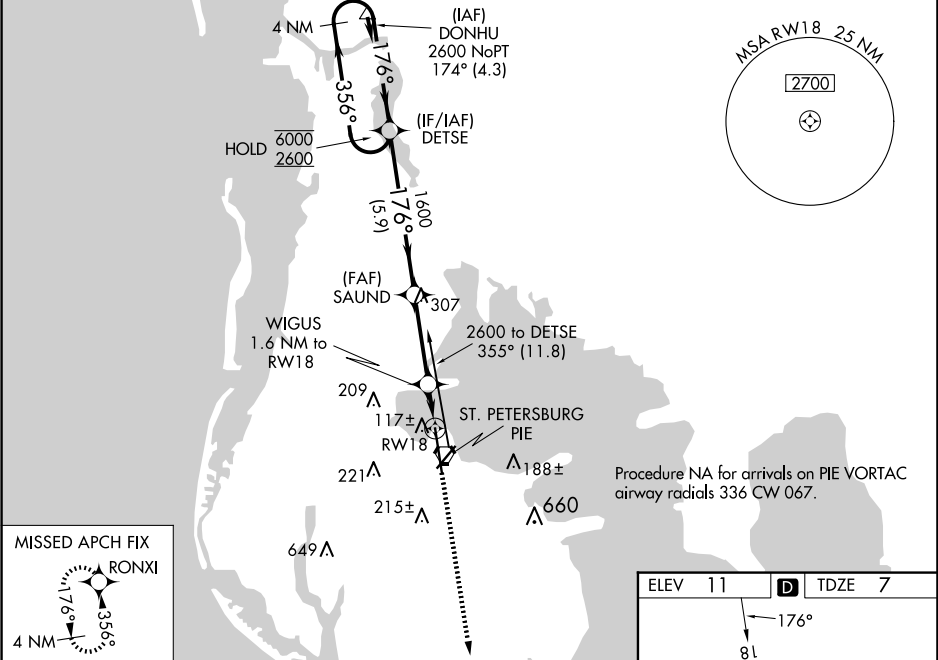 4 NM
(IAF)
DONHU
2600 NoPT
174° (4.3)
176°
356°
(IF/IAF)
DETSE
HOLD
6000
2600
MSA RW18 25 NM
2700
1600
176°
(5.9)
(FAF)
SAUND
307
WIGUS
1.6 NM to
RW18
2600 to DETSE
355° (11.8)
209
117±
RW18
ST. PETERSBURG
PIE
221
188±
215±
660
649
Procedure NA for arrivals on PIE VORTAC
airway radials 336 CW 067.
MISSED APCH FIX
RONXI
176°
356°
4 NM
ELEV 11 D TDZE 7
176°
18